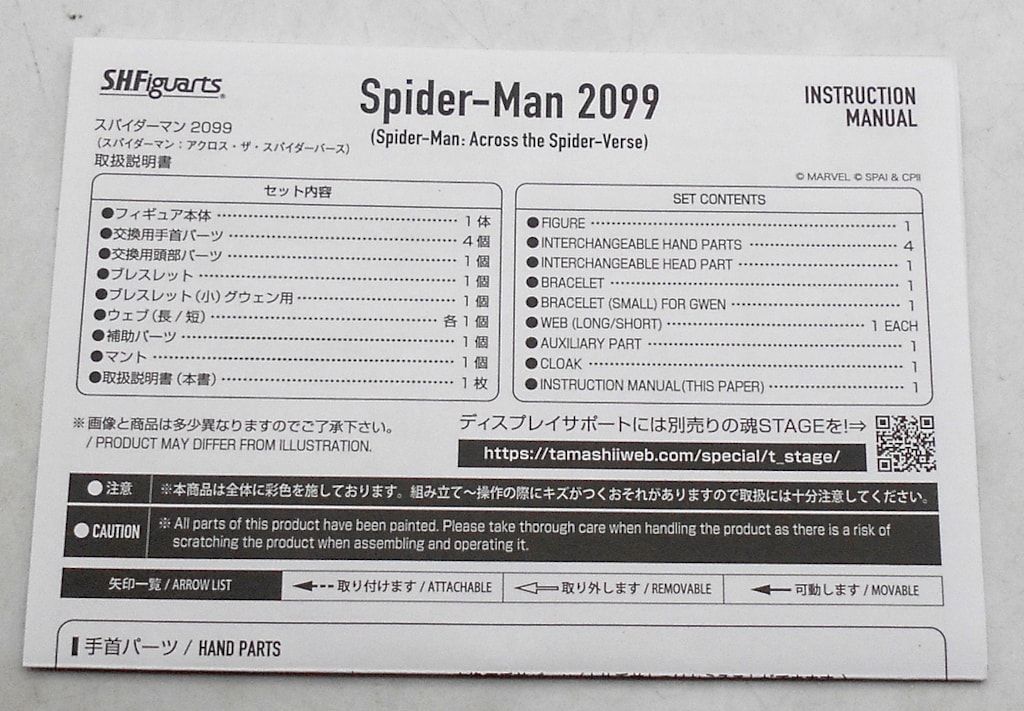 S.H.Figuarts
スパイダーマン 2099
(スパイダーマン：アクロス・ザ・スパイダーバース)
取扱説明書
Spider-Man 2099
(Spider-Man: Across the Spider-Verse)
INSTRUCTION
MANUAL
© MARVEL © SPAI & CPII
セット内容
●フィギュア本体 1 体
●交換用手首パーツ 4 個
●交換用頭部パーツ 1 個
●ブレスレット 1 個
●ブレスレット (小) グウェン用 1 個
●ウェブ (長 / 短) 各 1 個
●補助パーツ 1 個
●マント 1 個
●取扱説明書 (本書) 1 枚
SET CONTENTS
●FIGURE 1
●INTERCHANGEABLE HAND PARTS 4
●INTERCHANGEABLE HEAD PART 1
●BRACELET 1
●BRACELET (SMALL) FOR GWEN 1
●WEB (LONG/SHORT) 1 EACH
●AUXILIARY PART 1
●CLOAK 1
●INSTRUCTION MANUAL(THIS PAPER) 1
※画像と商品は多少異なりますのでご了承下さい。
/ PRODUCT MAY DIFFER FROM ILLUSTRATION.
ディスプレイサポートには別売りの魂STAGEを!⇒
https://tamashiiweb.com/special/t_stage/
●注意 ※本商品は全体に彩色を施しております。組み立て〜操作の際にキズがつくおそれがありますので取扱には十分注意してください。
●CAUTION ※ All parts of this product have been painted. Please take thorough care when handling the product as there is a risk of
scratching the product when assembling and operating it.
矢印一覧 / ARROW LIST 取り付けます / ATTACHABLE 取り外します / REMOVABLE 可動します / MOVABLE
手首パーツ / HAND PARTS